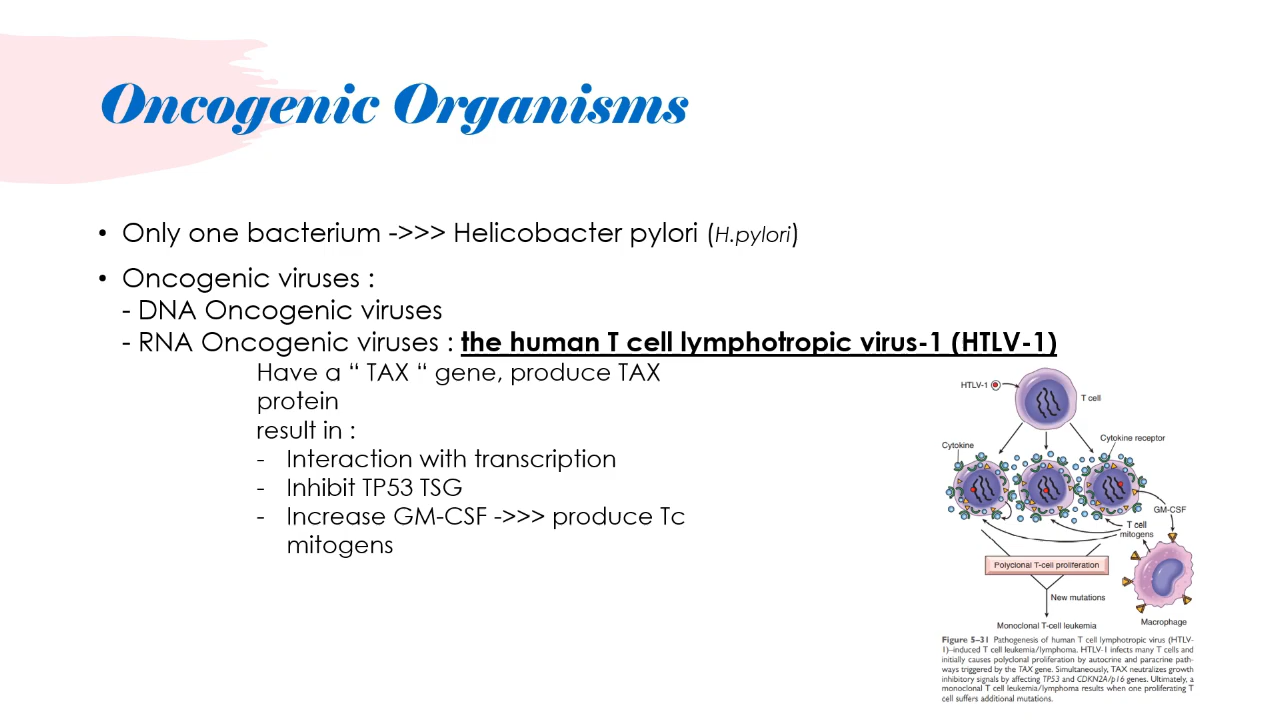 Oncogenic Organisms
• Only one bacterium ->>> Helicobacter pylori (H.pylori)
• Oncogenic viruses :
- DNA Oncogenic viruses
- RNA Oncogenic viruses : the human T cell lymphotropic virus-1 (HTLV-1)
Have a “ TAX “ gene, produce TAX
protein
result in :
- Interaction with transcription
- Inhibit TP53 TSG
- Increase GM-CSF ->>> produce Tc
mitogens
HTLV-1
T cell
Cytokine
Cytokine receptor
GM-CSF
T cell
mitogens
Polyclonal T-cell proliferation
New mutations
Monoclonal T-cell leukemia
Macrophage
Figure 5–31 Pathogenesis of human T cell lymphotropic virus (HTLV-
1)–induced T cell leukemia/lymphoma. HTLV-1 infects many T cells and
initially causes polyclonal proliferation by autocrine and paracrine path-
ways triggered by the TAX gene. Simultaneously, TAX neutralizes growth
inhibitory signals by affecting TP53 and CDKN2A/p16 genes. Ultimately, a
monoclonal T cell leukemia/lymphoma results when one proliferating T
cell suffers additional mutations.